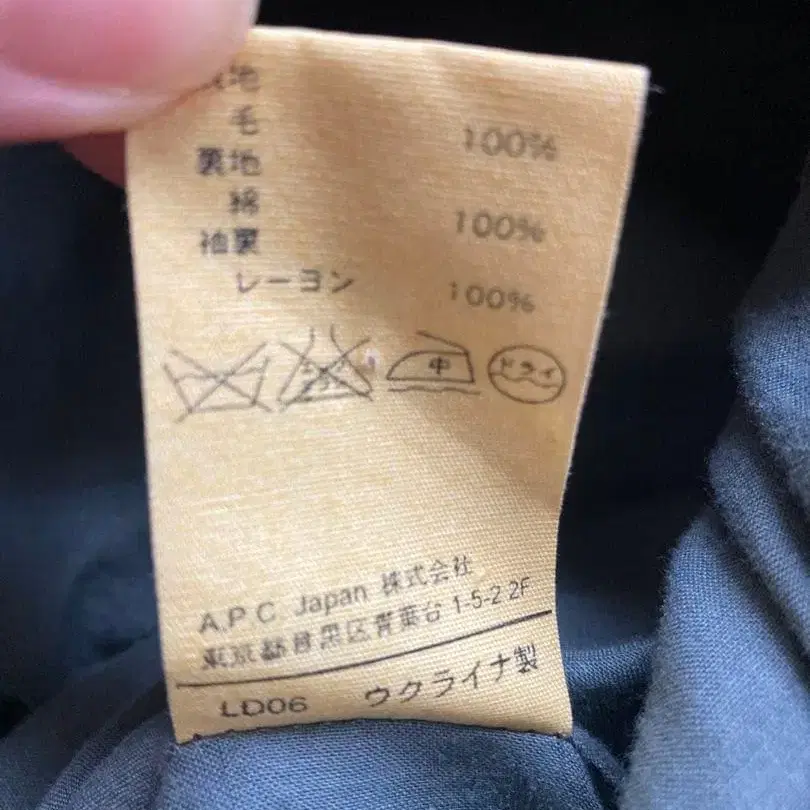 表地
毛 100%
裏地
綿 100%
袖裏
レーヨン 100%
中 ドライ
A.P.C Japan 株式会社
東京都目黒区青葉台 1-5-2 2F
LD06 ウクライナ製